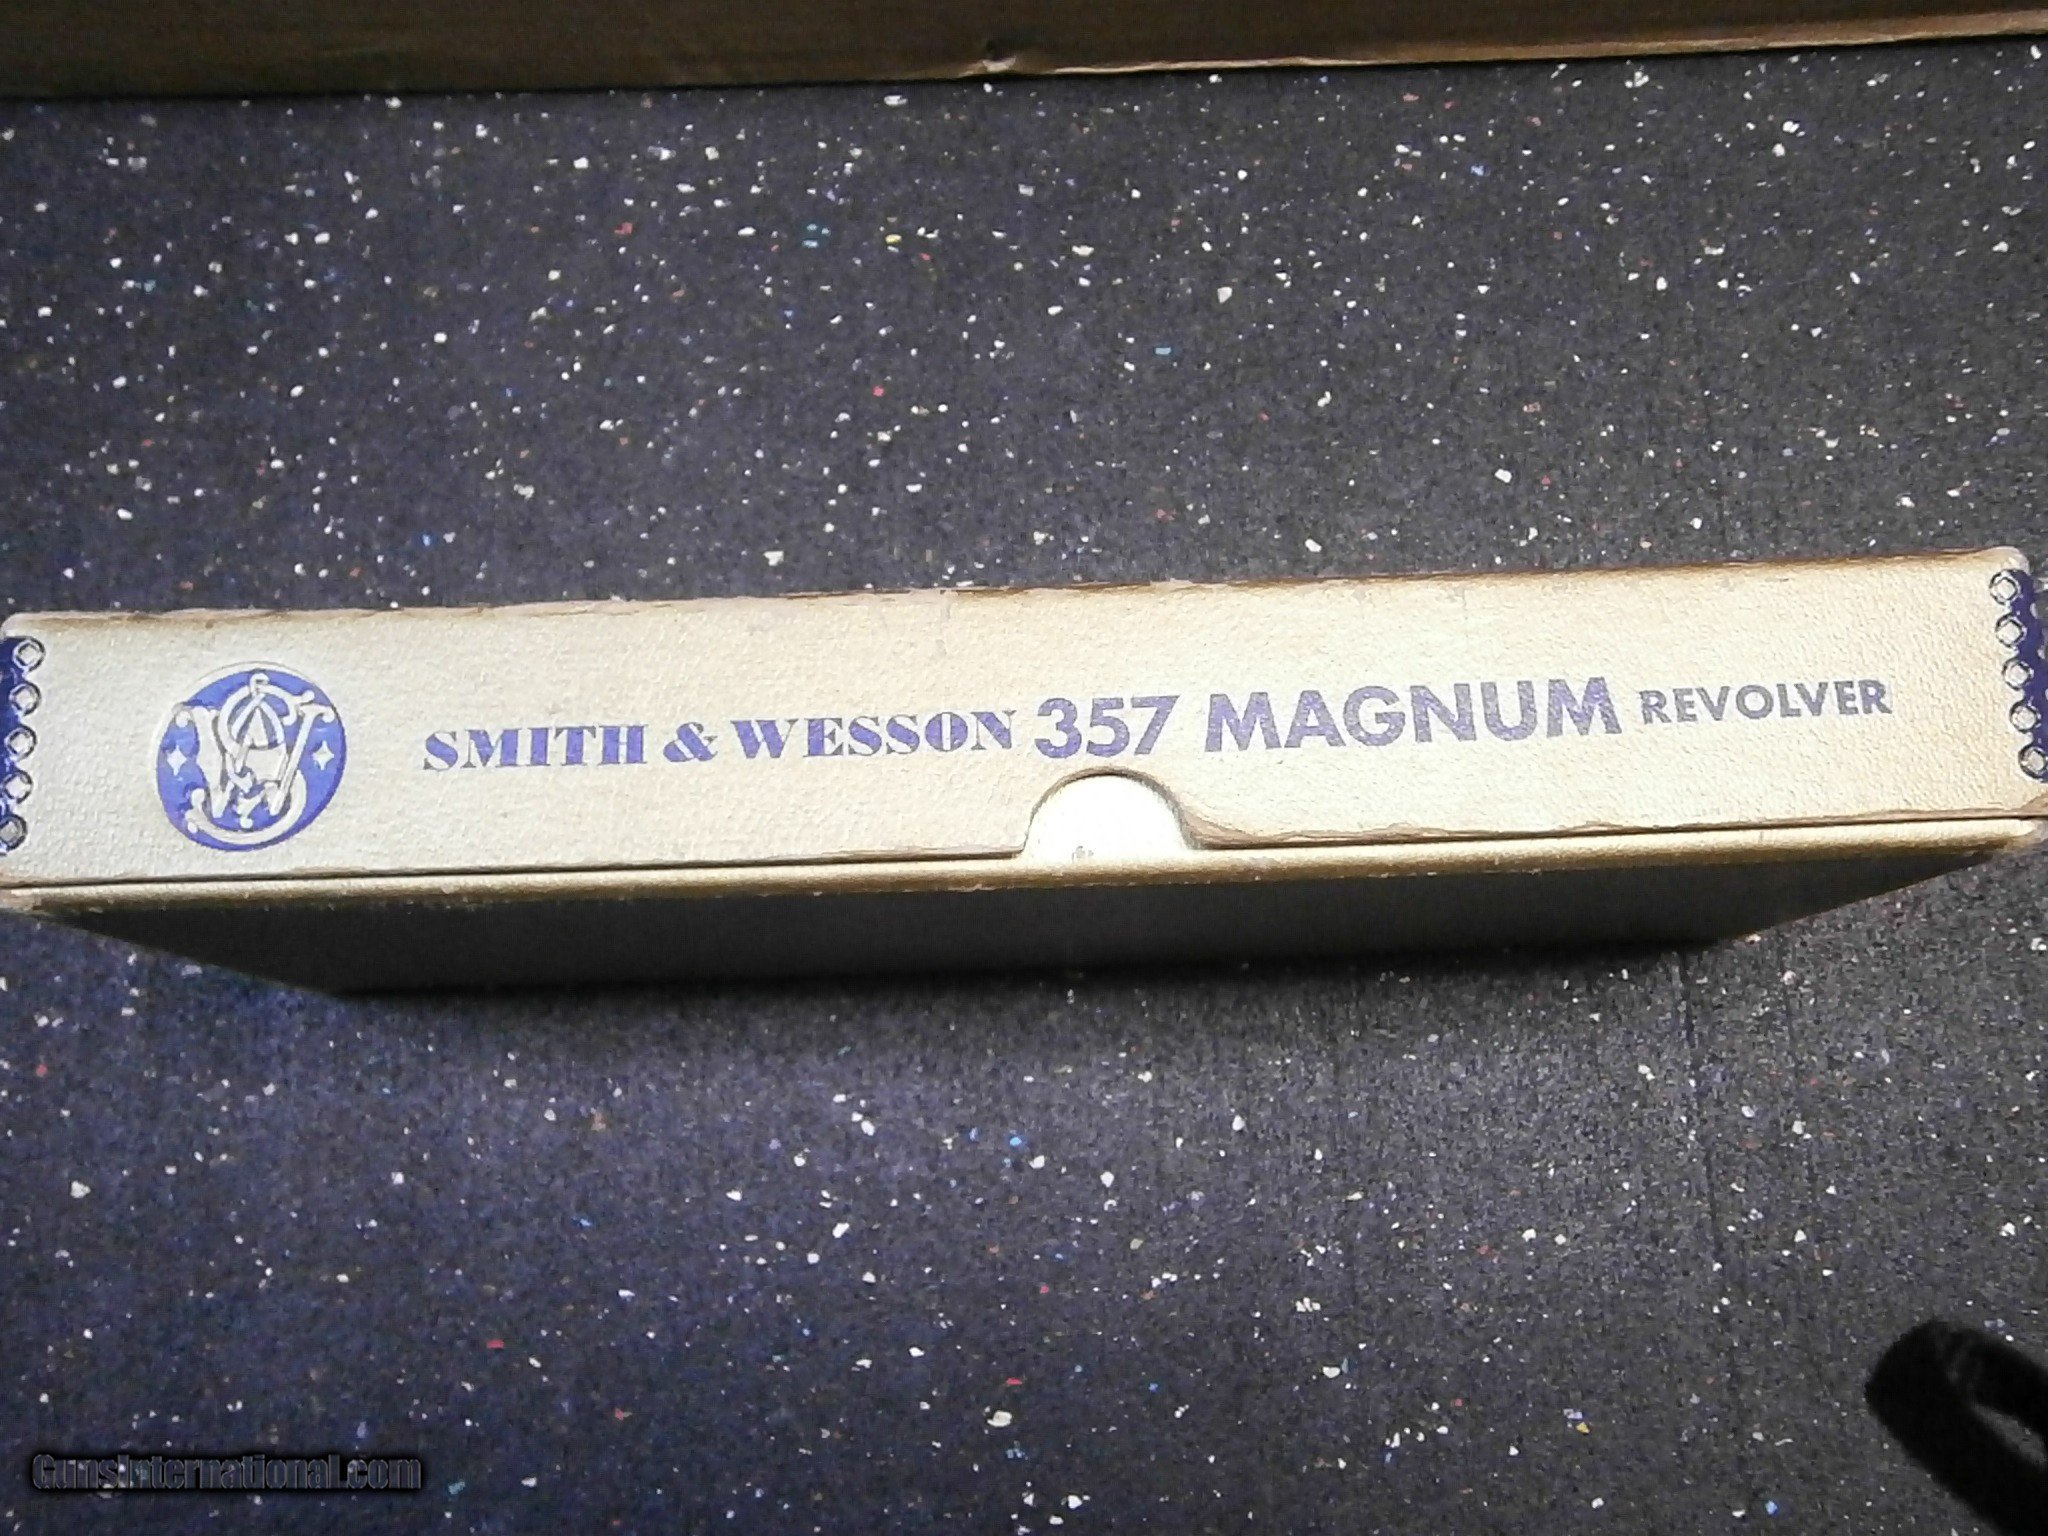 SMITH & WESSON 357 MAGNUM REVOLVER
GunsInternational.com